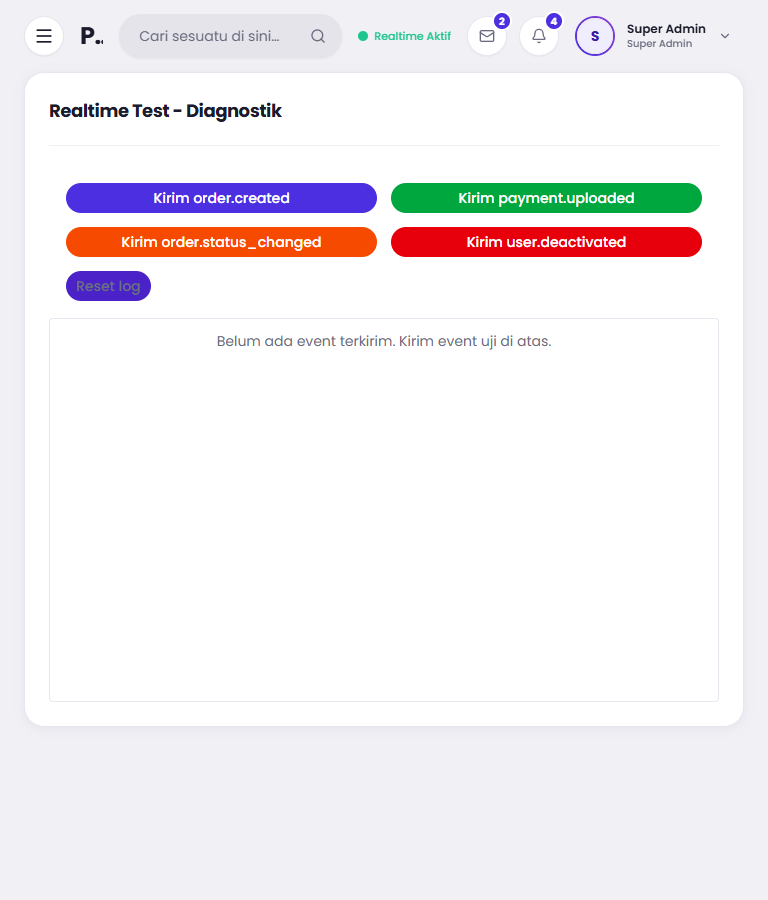 P..
Cari sesuatu di sini...
Realtime Aktif
2
4
S
Super Admin
Super Admin
Realtime Test - Diagnostik
Kirim order.created
Kirim payment.uploaded
Kirim order.status_changed
Kirim user.deactivated
Reset log
Belum ada event terkirim. Kirim event uji di atas.